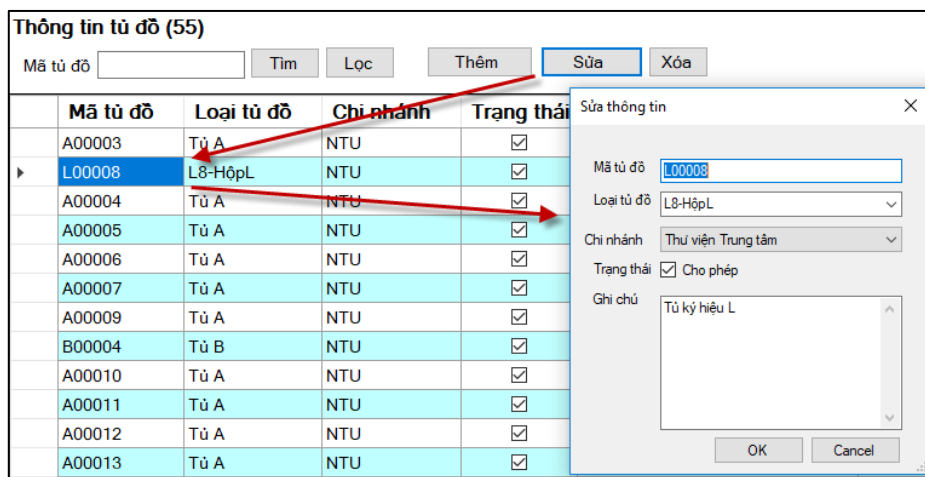 Thông tin tủ đồ (55)
Mã tủ đồ Tìm Lọc Thêm Sửa Xóa
Mã tủ đồ Loại tủ đồ Chi nhánh Trạng thái
A00003 Tủ A NTU
L00008 L8-HộpL NTU
A00004 Tủ A NTU
A00005 Tủ A NTU
A00006 Tủ A NTU
A00007 Tủ A NTU
A00009 Tủ A NTU
B00004 Tủ B NTU
A00010 Tủ A NTU
A00011 Tủ A NTU
A00012 Tủ A NTU
A00013 Tủ A NTU
Sửa thông tin
Mã tủ đồ L00008
Loại tủ đồ L8-HộpL
Chi nhánh Thư viện Trung tâm
Trạng thái Cho phép
Ghi chú Tủ ký hiệu L
OK Cancel